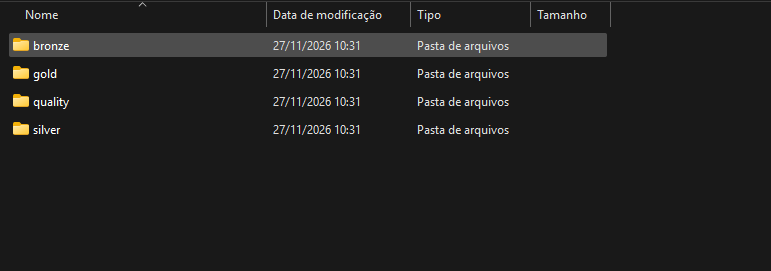 Nome Data de modificação Tipo Tamanho
bronze 27/11/2026 10:31 Pasta de arquivos
gold 27/11/2026 10:31 Pasta de arquivos
quality 27/11/2026 10:31 Pasta de arquivos
silver 27/11/2026 10:31 Pasta de arquivos